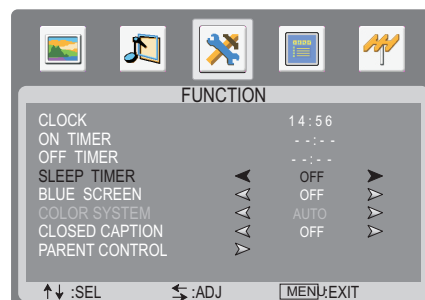 FUNCTION
CLOCK 14:56
ON TIMER --:--
OFF TIMER --:--
SLEEP TIMER OFF
BLUE SCREEN OFF
COLOR SYSTEM AUTO
CLOSED CAPTION OFF
PARENT CONTROL
:SEL :ADJ MENU:EXIT